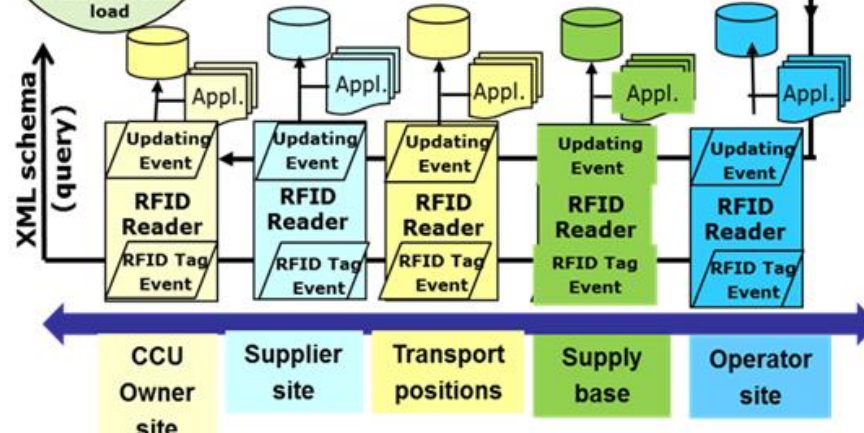 load
Appl.
Appl.
Appl.
Appl.
Appl.
XML schema
(query)
Updating
Event
RFID
Reader
RFID Tag
Event
Updating
Event
RFID
Reader
RFID Tag
Event
Updating
Event
RFID
Reader
RFID Tag
Event
Updating
Event
RFID
Reader
RFID Tag
Event
Updating
Event
RFID
Reader
RFID Tag
Event
CCU
Owner
site
Supplier
site
Transport
positions
Supply
base
Operator
site